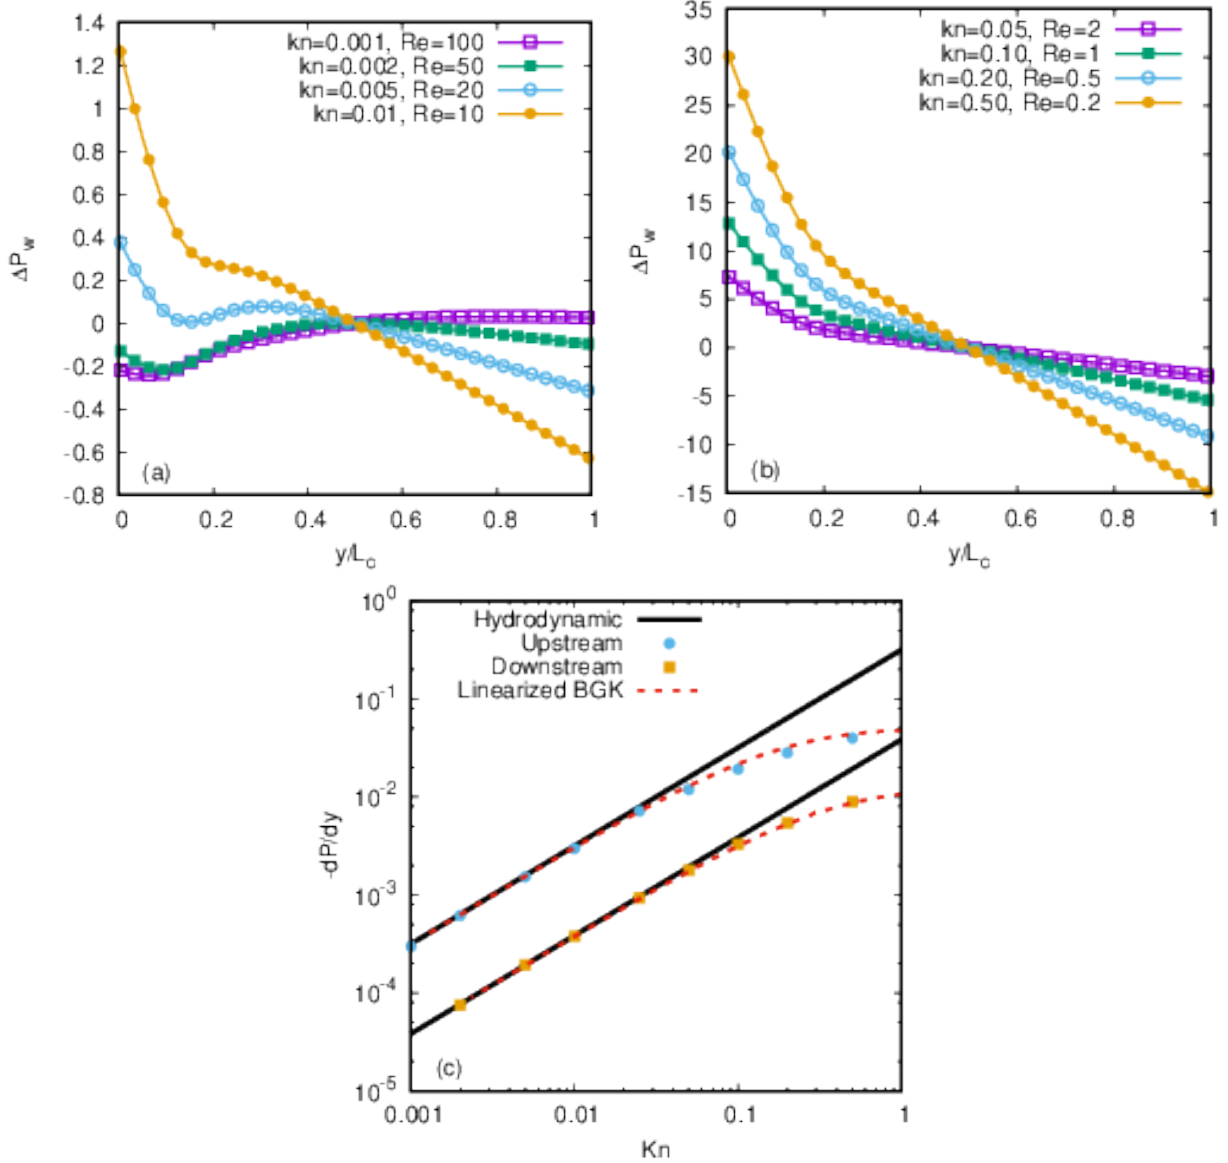 1.4
1.2
1
0.8
0.6
0.4
0.2
0
-0.2
-0.4
-0.6
-0.8
ΔP_w
kn=0.001, Re=100
kn=0.002, Re=50
kn=0.005, Re=20
kn=0.01, Re=10
(a)
0 0.2 0.4 0.6 0.8 1
y/L_c
35
30
25
20
15
10
5
0
-5
-10
-15
ΔP_w
kn=0.05, Re=2
kn=0.10, Re=1
kn=0.20, Re=0.5
kn=0.50, Re=0.2
(b)
0 0.2 0.4 0.6 0.8 1
y/L_c
10^0
10^-1
10^-2
10^-3
10^-4
10^-5
-dP/dy
Hydrodynamic
Upstream
Downstream
Linearized BGK
(c)
0.001 0.01 0.1 1
Kn